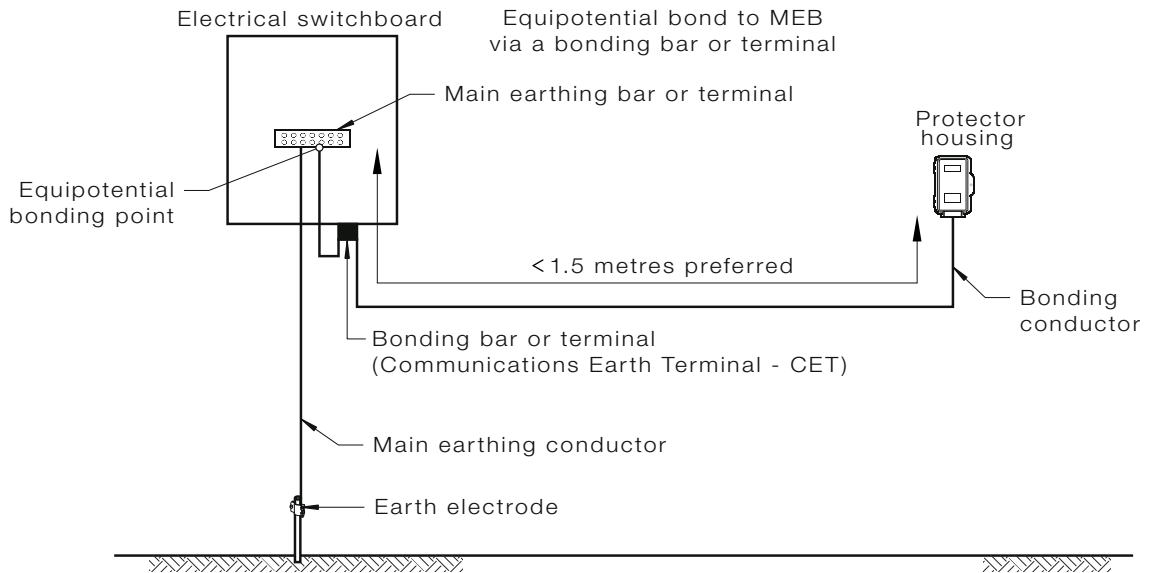 Electrical switchboard
Equipotential bond to MEB
via a bonding bar or terminal
Main earthing bar or terminal
Protector
housing
Equipotential
bonding point
<1.5 metres preferred
Bonding
conductor
Bonding bar or terminal
(Communications Earth Terminal - CET)
Main earthing conductor
Earth electrode